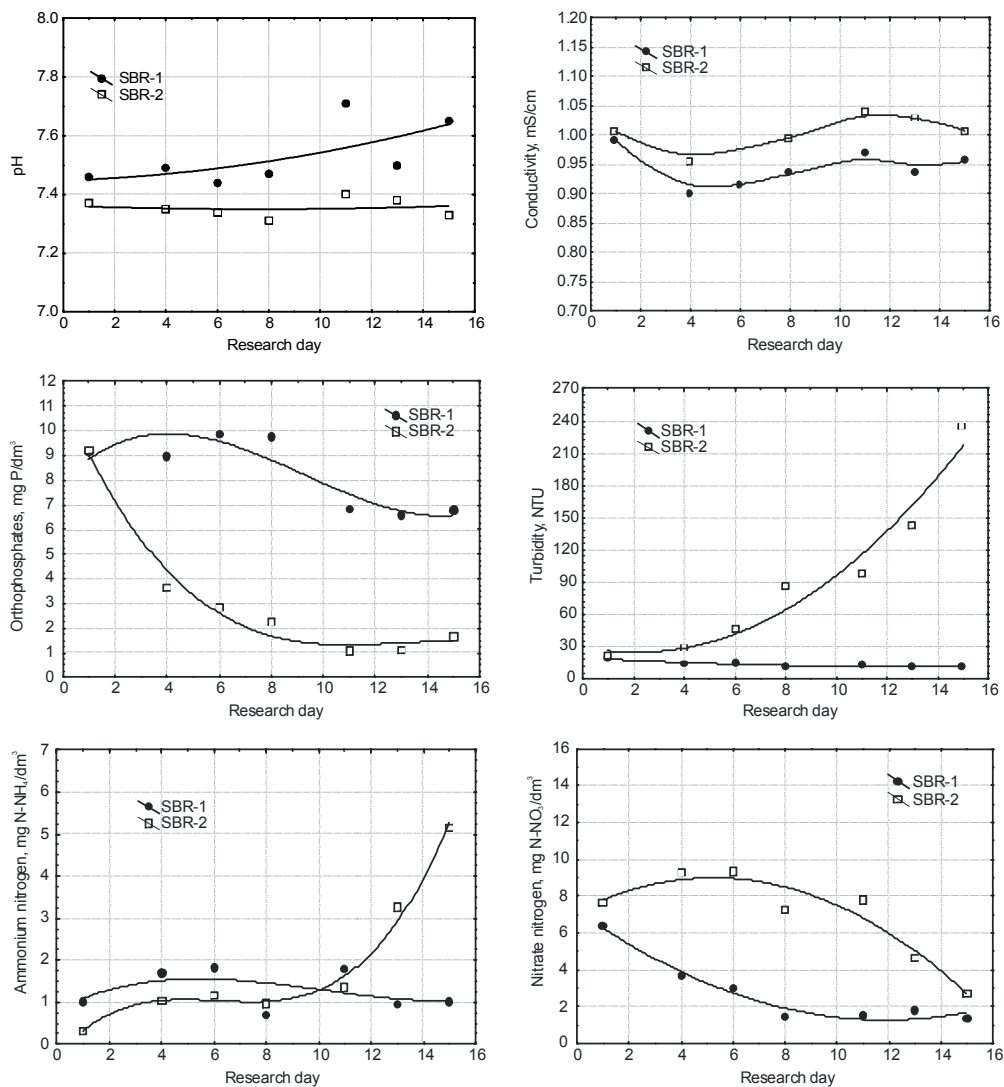 8.0
7.8
7.6
7.4
7.2
7.0
pH
SBR-1
SBR-2
0 2 4 6 8 10 12 14 16
Research day
1.20
1.15
1.10
1.05
1.00
0.95
0.90
0.85
0.80
0.75
0.70
Conductivity, mS/cm
SBR-1
SBR-2
0 2 4 6 8 10 12 14 16
Research day
12
11
10
9
8
7
6
5
4
3
2
1
0
Orthophosphates, mg P/dm³
SBR-1
SBR-2
0 2 4 6 8 10 12 14 16
Research day
270
240
210
180
150
120
90
60
30
0
Turbidity, NTU
SBR-1
SBR-2
0 2 4 6 8 10 12 14 16
Research day
7
6
5
4
3
2
1
0
Ammonium nitrogen, mg N-NH₄/dm³
SBR-1
SBR-2
0 2 4 6 8 10 12 14 16
Research day
16
14
12
10
8
6
4
2
0
Nitrate nitrogen, mg N-NO₃/dm³
SBR-1
SBR-2
0 2 4 6 8 10 12 14 16
Research day